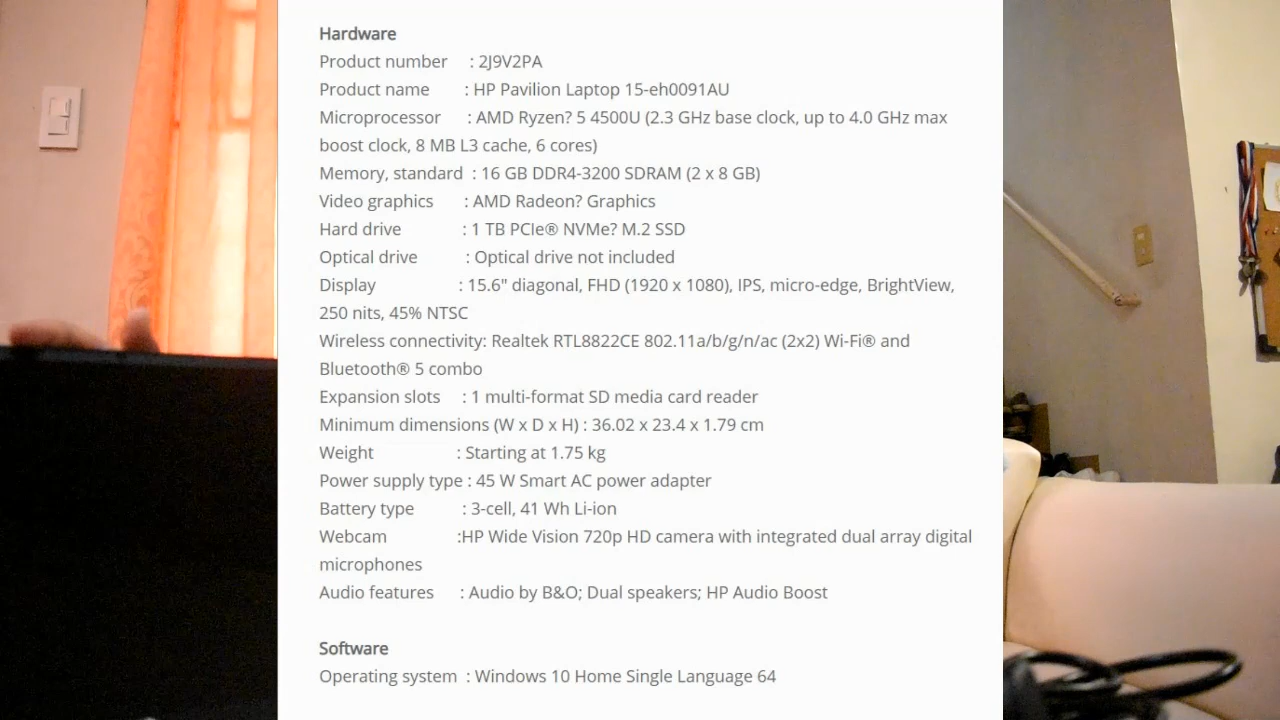 Hardware
Product number : 2J9V2PA
Product name : HP Pavilion Laptop 15-eh0091AU
Microprocessor : AMD Ryzen? 5 4500U (2.3 GHz base clock, up to 4.0 GHz max
boost clock, 8 MB L3 cache, 6 cores)
Memory, standard : 16 GB DDR4-3200 SDRAM (2 x 8 GB)
Video graphics : AMD Radeon? Graphics
Hard drive : 1 TB PCIe® NVMe? M.2 SSD
Optical drive : Optical drive not included
Display : 15.6" diagonal, FHD (1920 x 1080), IPS, micro-edge, BrightView,
250 nits, 45% NTSC
Wireless connectivity: Realtek RTL8822CE 802.11a/b/g/n/ac (2x2) Wi-Fi® and
Bluetooth® 5 combo
Expansion slots : 1 multi-format SD media card reader
Minimum dimensions (W x D x H) : 36.02 x 23.4 x 1.79 cm
Weight : Starting at 1.75 kg
Power supply type : 45 W Smart AC power adapter
Battery type : 3-cell, 41 Wh Li-ion
Webcam :HP Wide Vision 720p HD camera with integrated dual array digital
microphones
Audio features : Audio by B&O; Dual speakers; HP Audio Boost
Software
Operating system : Windows 10 Home Single Language 64